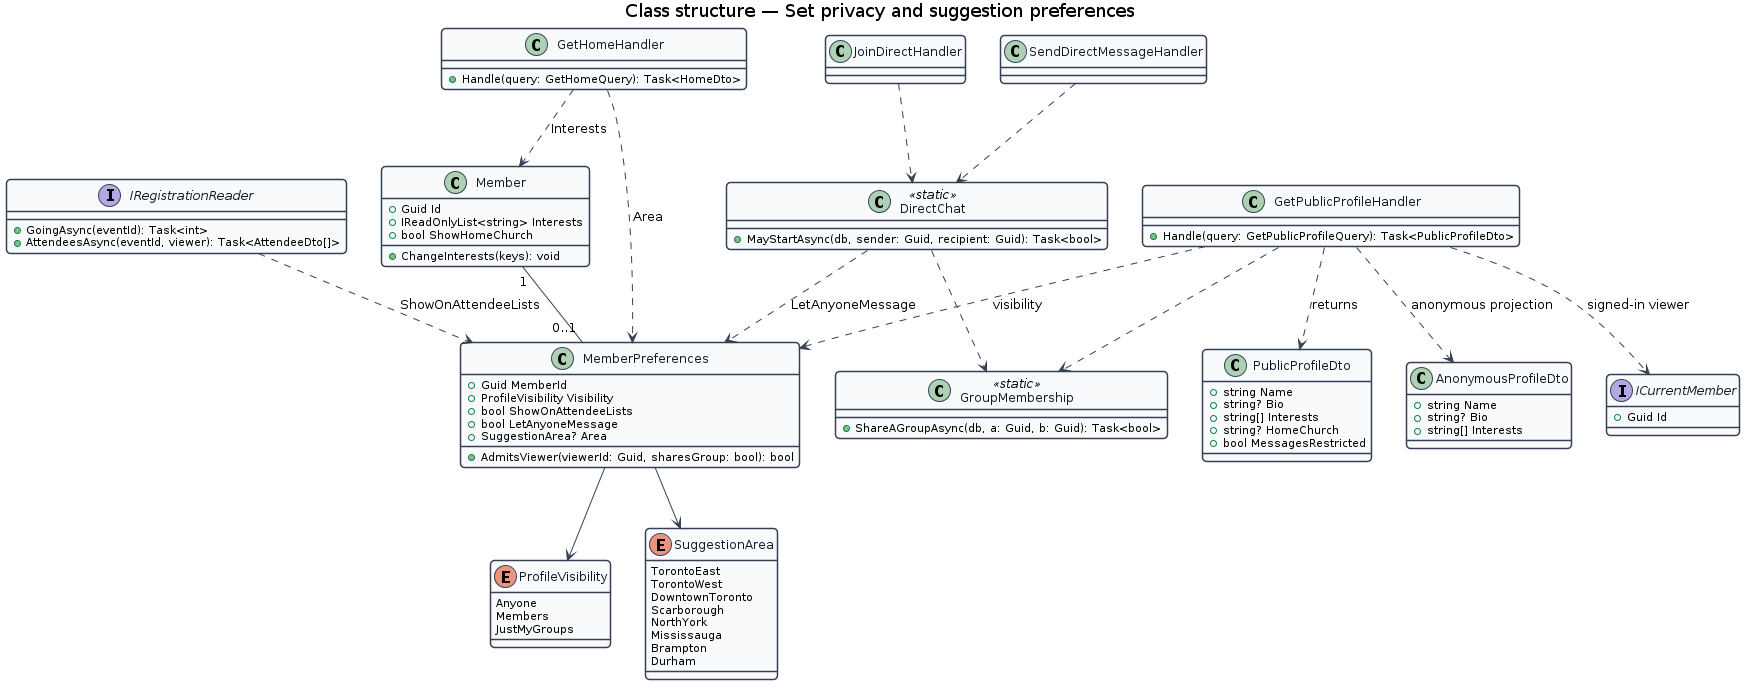 Class structure — Set privacy and suggestion preferences
C GetHomeHandler
Handle(query: GetHomeQuery): Task<HomeDto>
C JoinDirectHandler
C SendDirectMessageHandler
Interests
Area
I IRegistrationReader
GoingAsync(eventId): Task<int>
AttendeesAsync(eventId, viewer): Task<AttendeeDto[]>
C Member
Guid Id
IReadOnlyList<string> Interests
bool ShowHomeChurch
ChangeInterests(keys): void
«static»
C DirectChat
MayStartAsync(db, sender: Guid, recipient: Guid): Task<bool>
C GetPublicProfileHandler
Handle(query: GetPublicProfileQuery): Task<PublicProfileDto>
1
0..1
ShowOnAttendeeLists
LetAnyoneMessage
visibility
returns
anonymous projection
signed-in viewer
C MemberPreferences
Guid MemberId
ProfileVisibility Visibility
bool ShowOnAttendeeLists
bool LetAnyoneMessage
SuggestionArea? Area
AdmitsViewer(viewerId: Guid, sharesGroup: bool): bool
«static»
C GroupMembership
ShareAGroupAsync(db, a: Guid, b: Guid): Task<bool>
C PublicProfileDto
string Name
string? Bio
string[] Interests
string? HomeChurch
bool MessagesRestricted
C AnonymousProfileDto
string Name
string? Bio
string[] Interests
I ICurrentMember
Guid Id
E ProfileVisibility
Anyone
Members
JustMyGroups
E SuggestionArea
TorontoEast
TorontoWest
DowntownToronto
Scarborough
NorthYork
Mississauga
Brampton
Durham